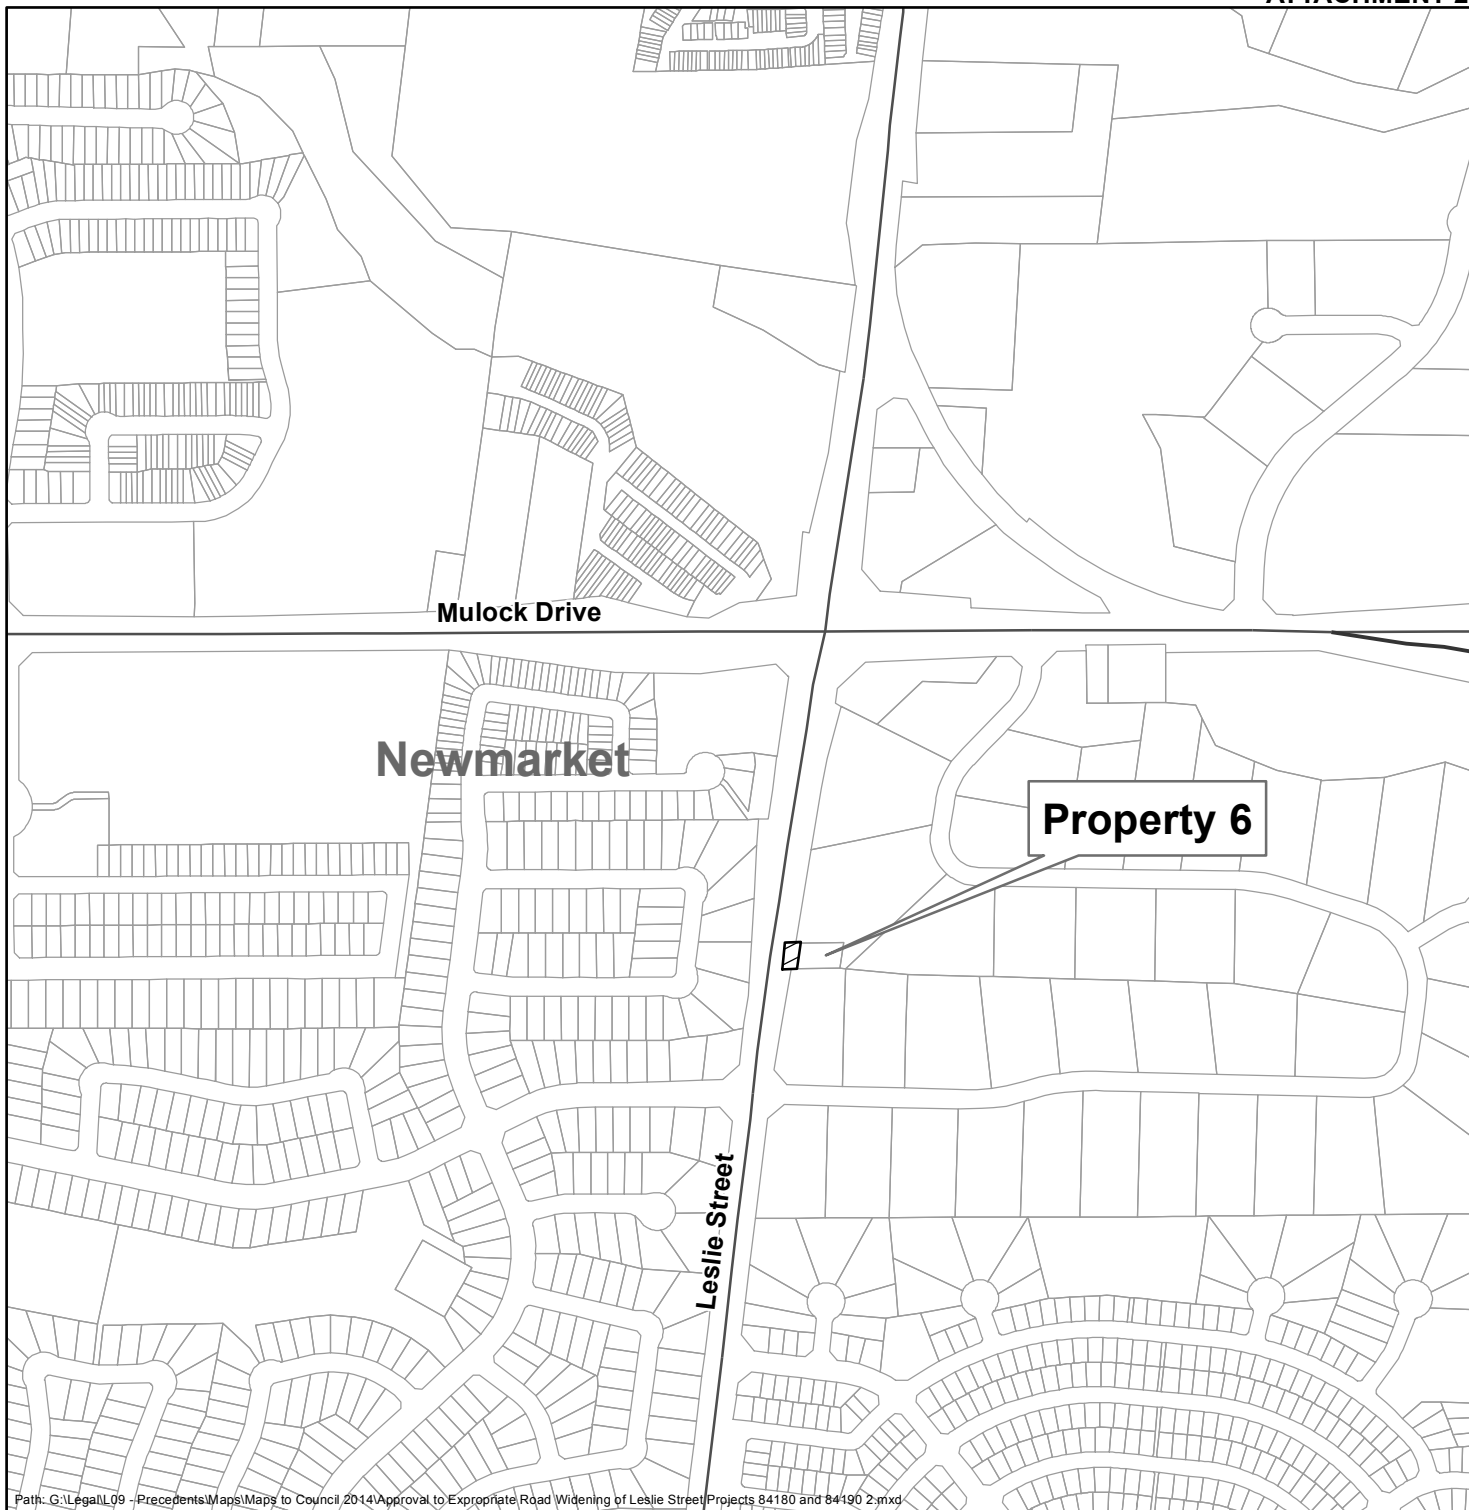 ATTACHMENT 2
Mulock Drive
Newmarket
Property 6
Leslie Street
Path: G:\Legal\L09 - Precedents\Maps\Maps to Council 2014\Approval to Expropriate Road Widening of Leslie Street Projects 84180 and 84190 2.mxd